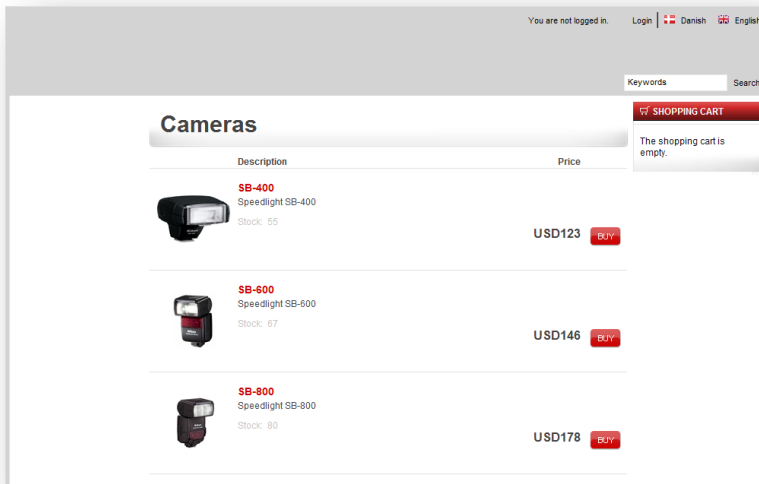 You are not logged in. Login Danish English
Keywords Search
SHOPPING CART
The shopping cart is
empty.
Cameras
Description Price
SB-400
Speedlight SB-400
Stock: 55
USD123 BUY
SB-600
Speedlight SB-600
Stock: 67
USD146 BUY
SB-800
Speedlight SB-800
Stock: 80
USD178 BUY